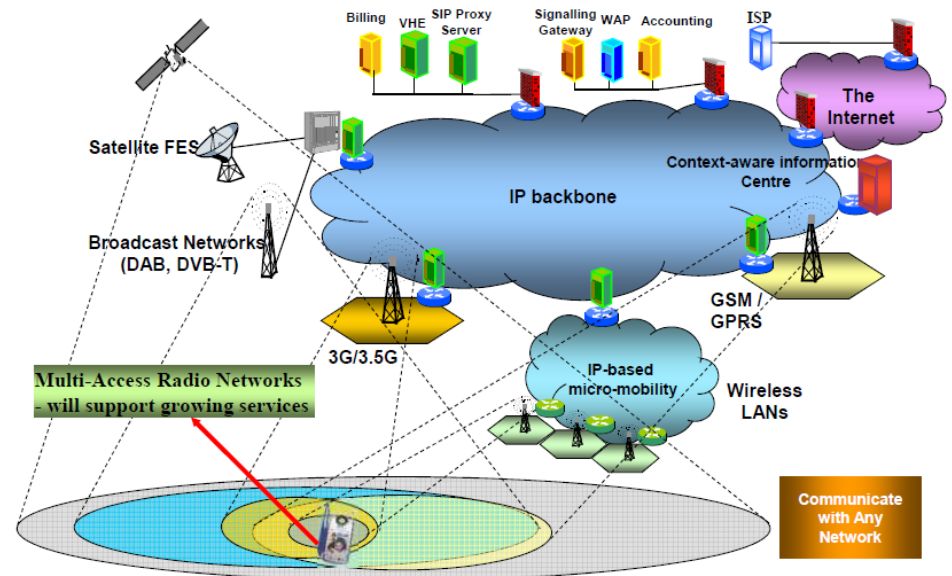 Billing
VHE
SIP Proxy
Server
Signalling
Gateway
WAP
Accounting
ISP
The
Internet
Satellite FES
Context-aware information
Centre
IP backbone
Broadcast Networks
(DAB, DVB-T)
GSM /
GPRS
3G/3.5G
Multi-Access Radio Networks
- will support growing services
IP-based
micro-mobility
Wireless
LANs
Communicate
with Any
Network